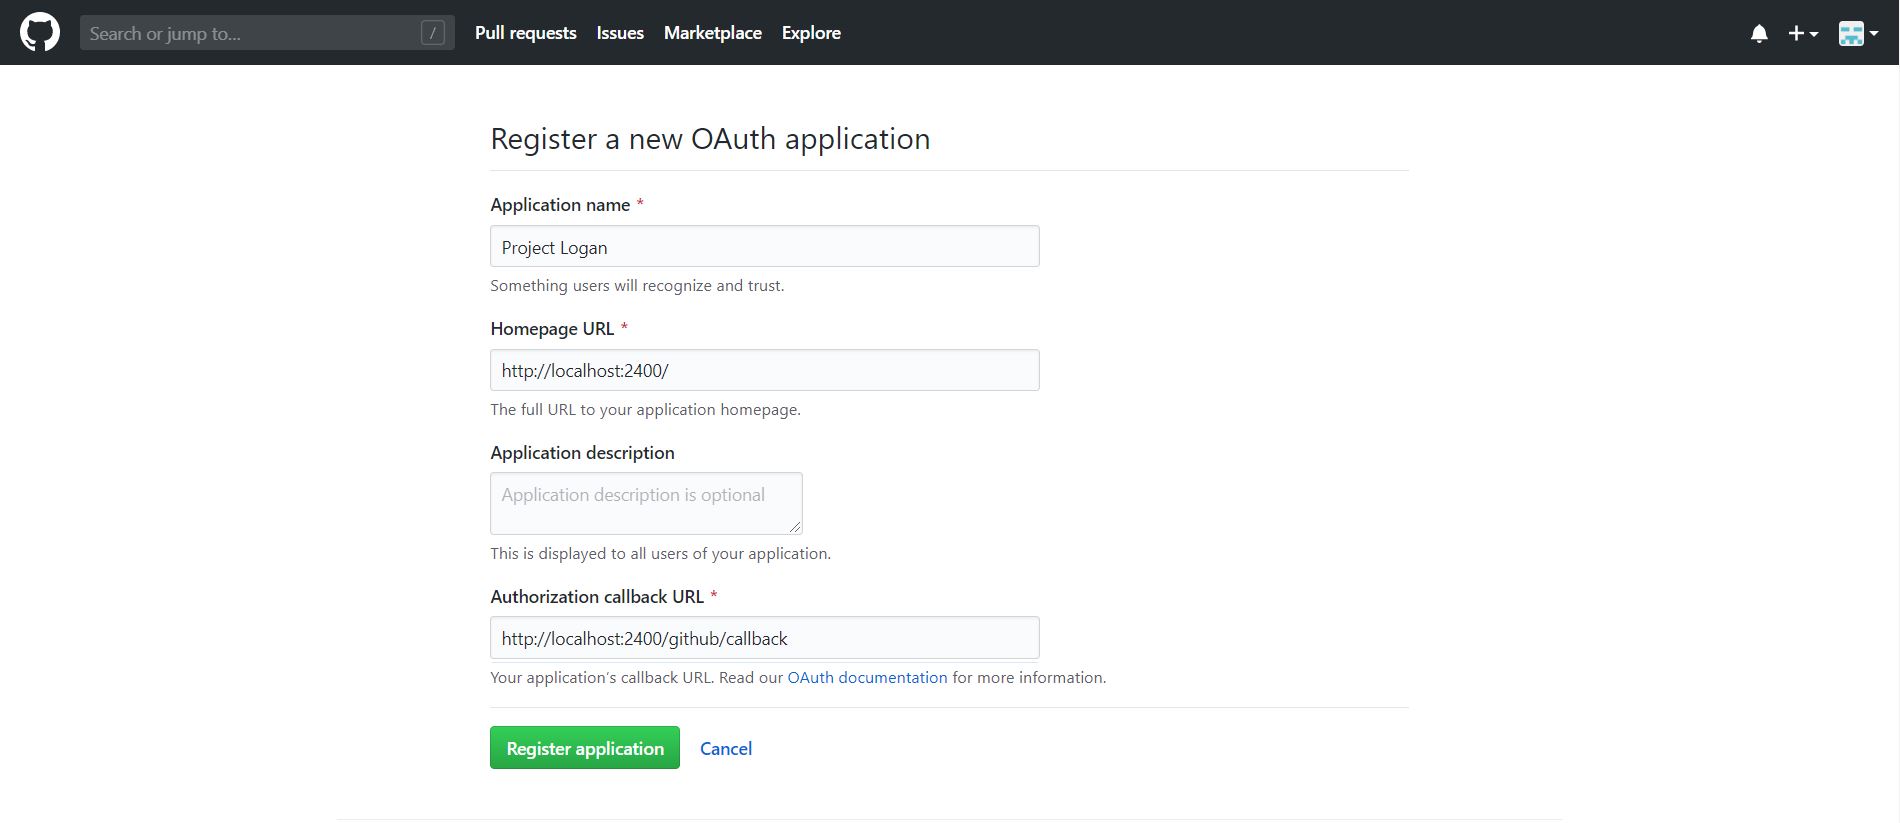 Search or jump to... /
Pull requests Issues Marketplace Explore
Register a new OAuth application
Application name *
Project Logan
Something users will recognize and trust.
Homepage URL *
http://localhost:2400/
The full URL to your application homepage.
Application description
Application description is optional
This is displayed to all users of your application.
Authorization callback URL *
http://localhost:2400/github/callback
Your application’s callback URL. Read our OAuth documentation for more information.
Register application Cancel